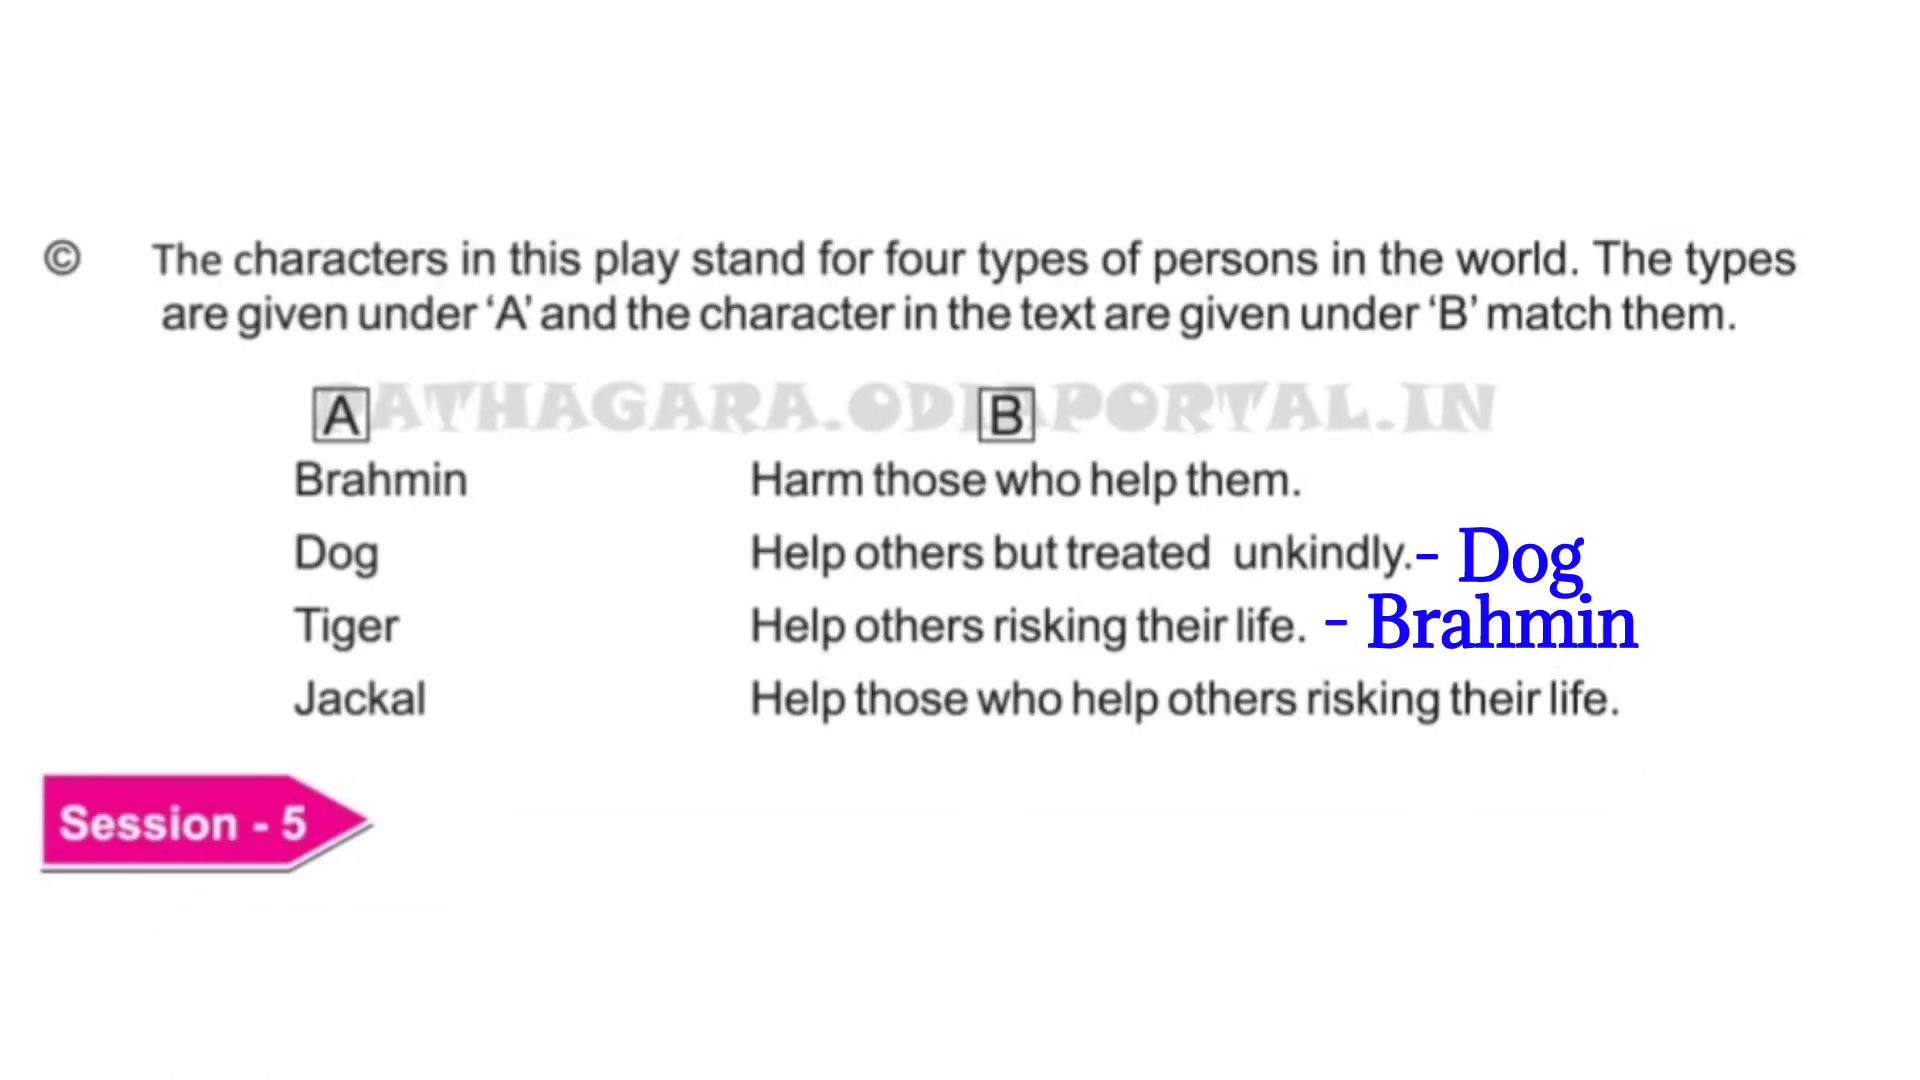 © The characters in this play stand for four types of persons in the world. The types
are given under ‘A’ and the character in the text are given under ‘B’ match them.
PATHAGARA.ODIAPORTAL.IN
A B
Brahmin Harm those who help them.
Dog Help others but treated unkindly.- Dog
Tiger Help others risking their life. - Brahmin
Jackal Help those who help others risking their life.
Session - 5